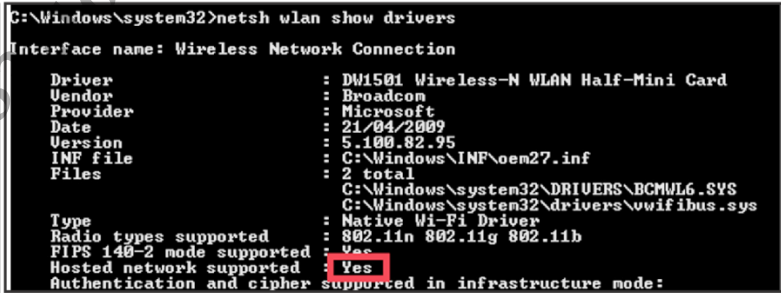 C:\Windows\system32>netsh wlan show drivers
Interface name: Wireless Network Connection
Driver : DW1501 Wireless-N WLAN Half-Mini Card
Vendor : Broadcom
Provider : Microsoft
Date : 21/04/2009
Version : 5.100.82.95
INF file : C:\Windows\INF\oem27.inf
Files : 2 total
C:\Windows\system32\DRIVERS\BCMWL6.SYS
C:\Windows\system32\drivers\vwifibus.sys
Type : Native Wi-Fi Driver
Radio types supported : 802.11n 802.11g 802.11b
FIPS 140-2 mode supported : Yes
Hosted network supported : Yes
Authentication and cipher supported in infrastructure mode: